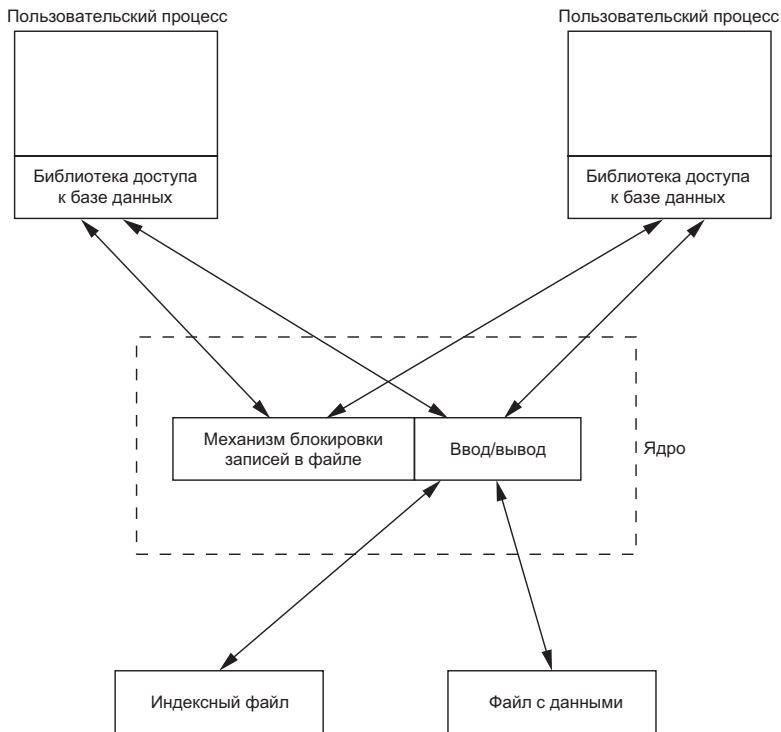 Пользовательский процесс
Пользовательский процесс
Библиотека доступа
к базе данных
Библиотека доступа
к базе данных
Механизм блокировки
записей в файле
Ввод/вывод
Ядро
Индексный файл
Файл с данными